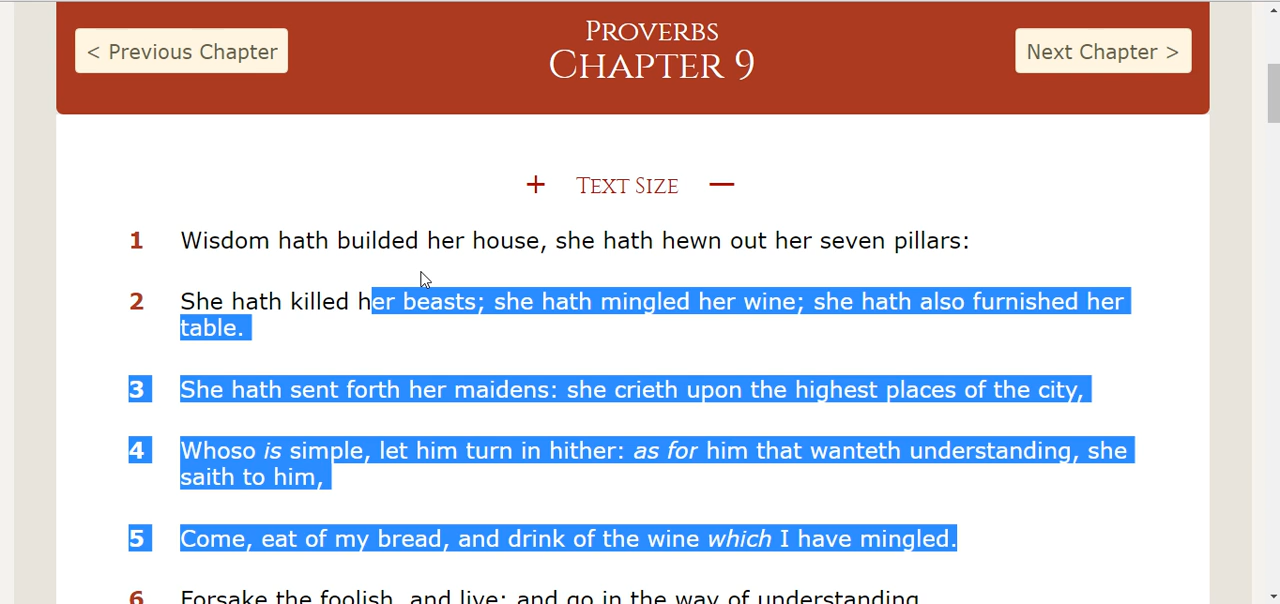 < Previous Chapter
Proverbs
Chapter 9
Next Chapter >
+ Text Size —
1 Wisdom hath builded her house, she hath hewn out her seven pillars:
2 She hath killed her beasts; she hath mingled her wine; she hath also furnished her
table.
3 She hath sent forth her maidens: she crieth upon the highest places of the city,
4 Whoso is simple, let him turn in hither: as for him that wanteth understanding, she
saith to him,
5 Come, eat of my bread, and drink of the wine which I have mingled.
6 Forsake the foolish, and live; and go in the way of understanding.